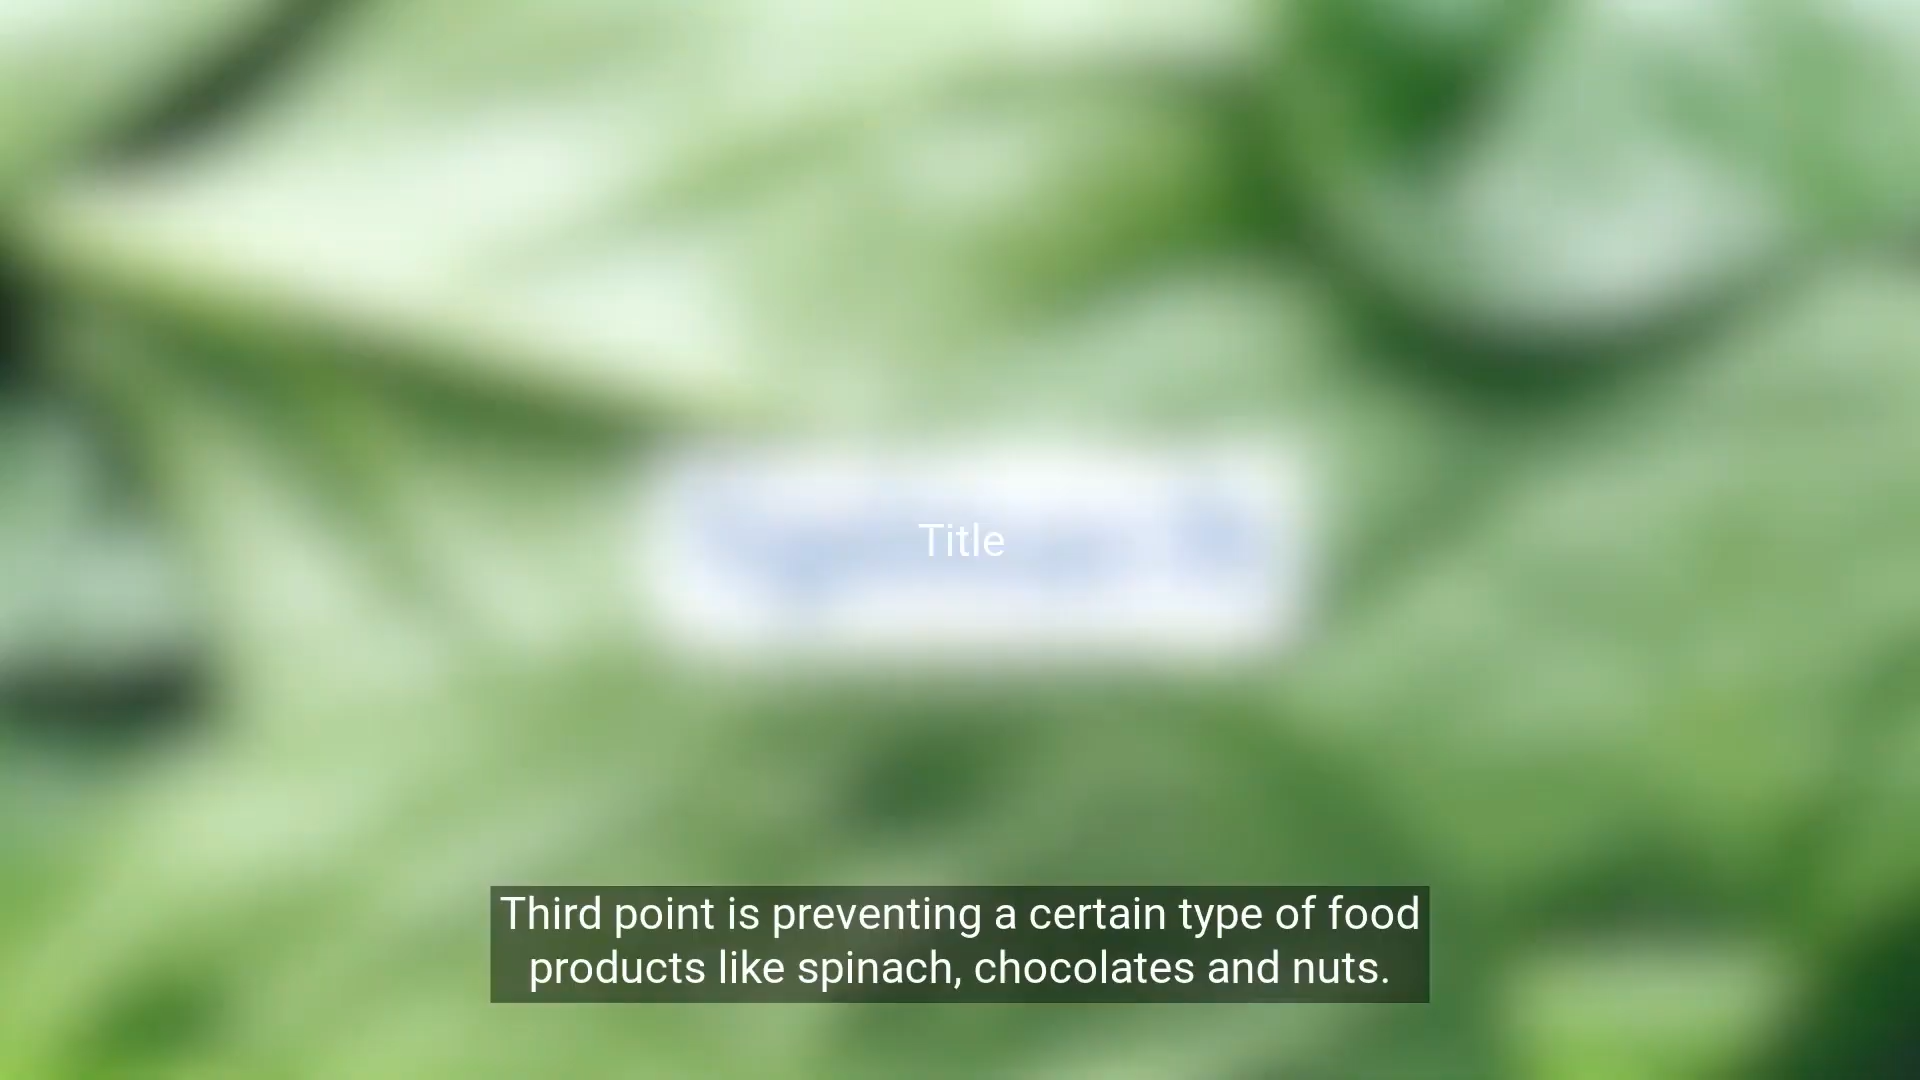 Title
Third point is preventing a certain type of food
products like spinach, chocolates and nuts.